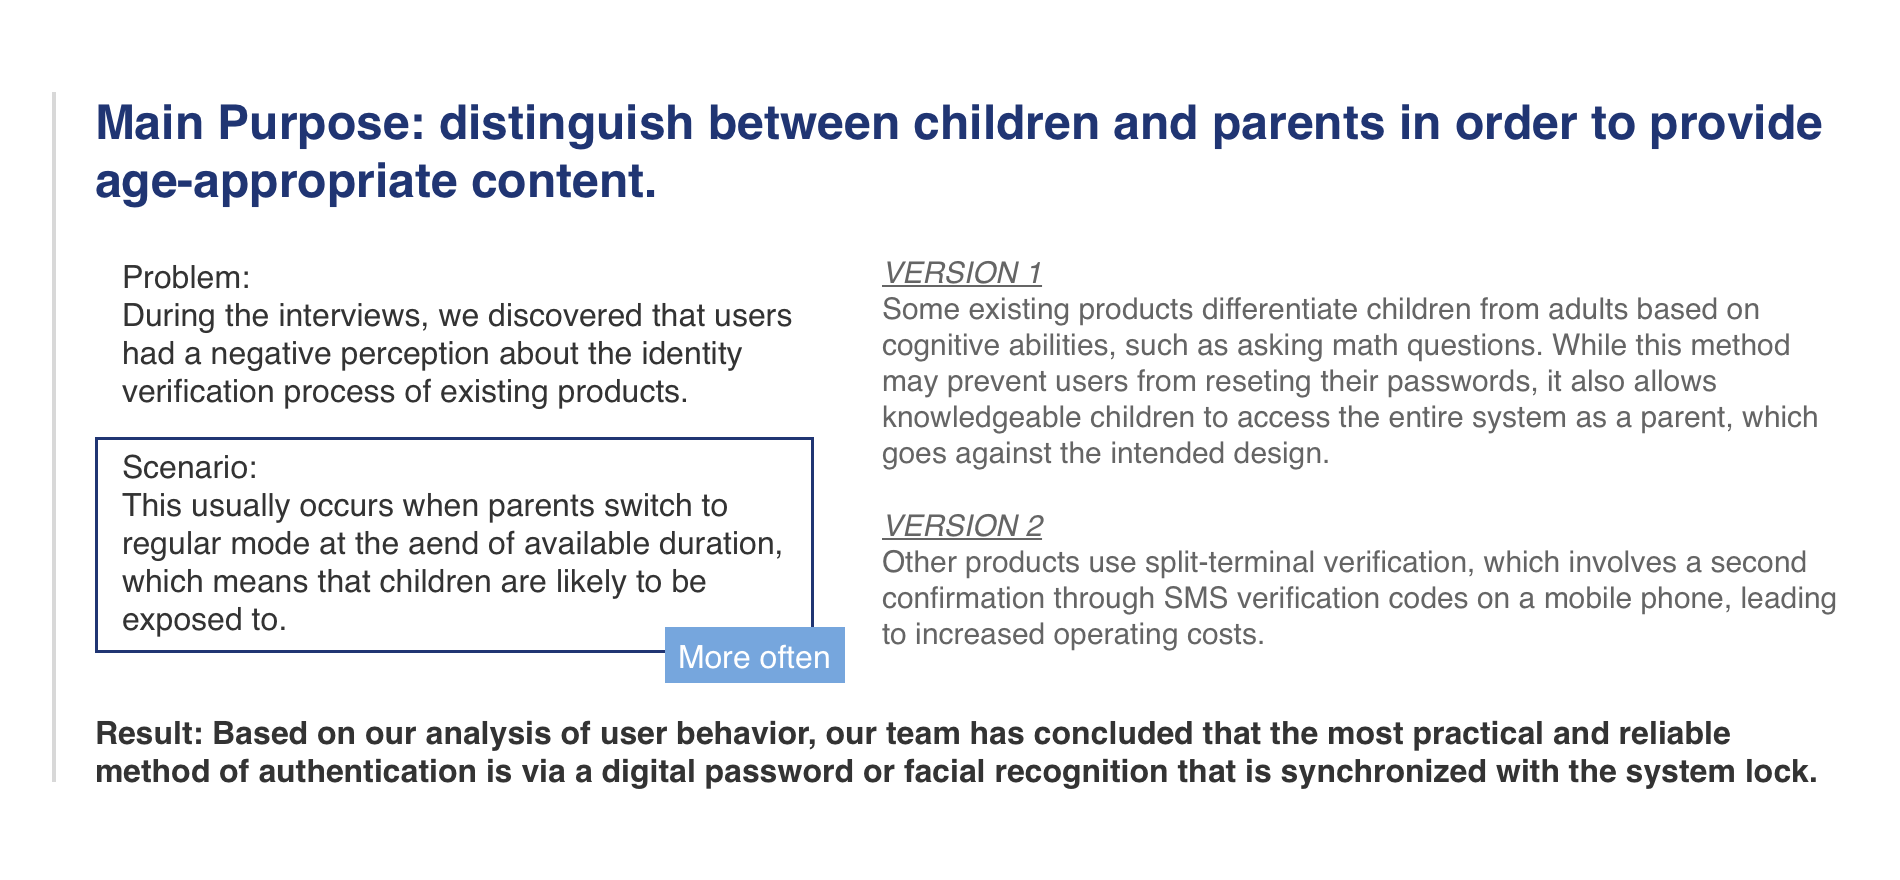 Main Purpose: distinguish between children and parents in order to provide
age-appropriate content.
Problem:
During the interviews, we discovered that users
had a negative perception about the identity
verification process of existing products.
Scenario:
This usually occurs when parents switch to
regular mode at the aend of available duration,
which means that children are likely to be
exposed to.
More often
VERSION 1
Some existing products differentiate children from adults based on
cognitive abilities, such as asking math questions. While this method
may prevent users from reseting their passwords, it also allows
knowledgeable children to access the entire system as a parent, which
goes against the intended design.
VERSION 2
Other products use split-terminal verification, which involves a second
confirmation through SMS verification codes on a mobile phone, leading
to increased operating costs.
Result: Based on our analysis of user behavior, our team has concluded that the most practical and reliable
method of authentication is via a digital password or facial recognition that is synchronized with the system lock.